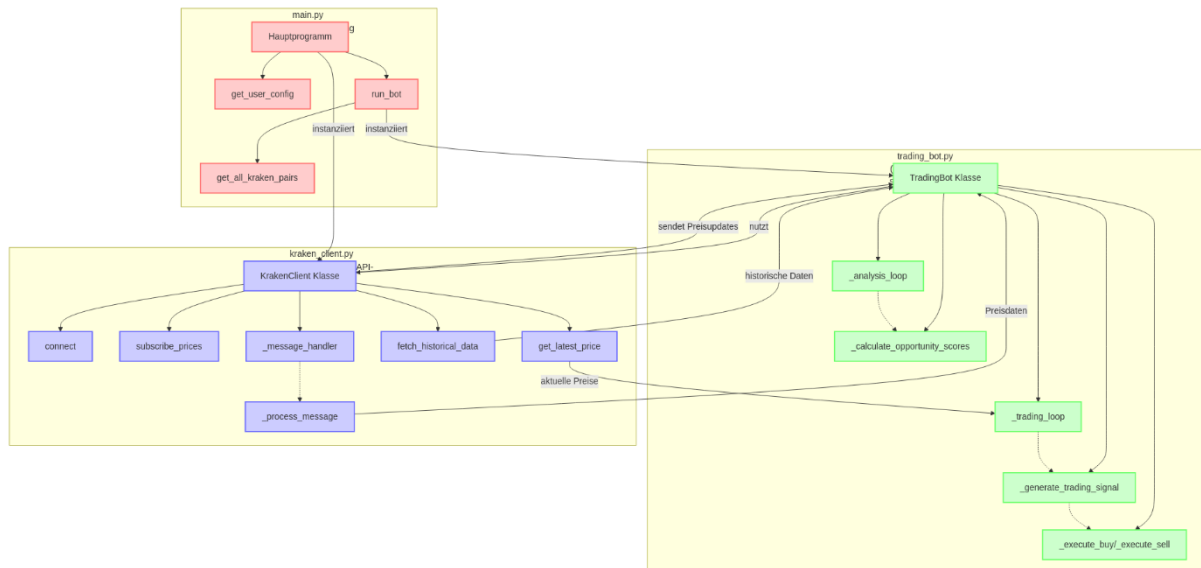 main.py
Hauptprogramm
g
get_user_config
run_bot
instanziiert
instanziiert
get_all_kraken_pairs
trading_bot.py
TradingBot Klasse
sendet Preisupdates
nutzt
historische Daten
_analysis_loop
Preisdaten
_calculate_opportunity_scores
_trading_loop
_generate_trading_signal
_execute_buy/_execute_sell
kraken_client.py
API-
KrakenClient Klasse
connect
subscribe_prices
_message_handler
fetch_historical_data
get_latest_price
aktuelle Preise
_process_message